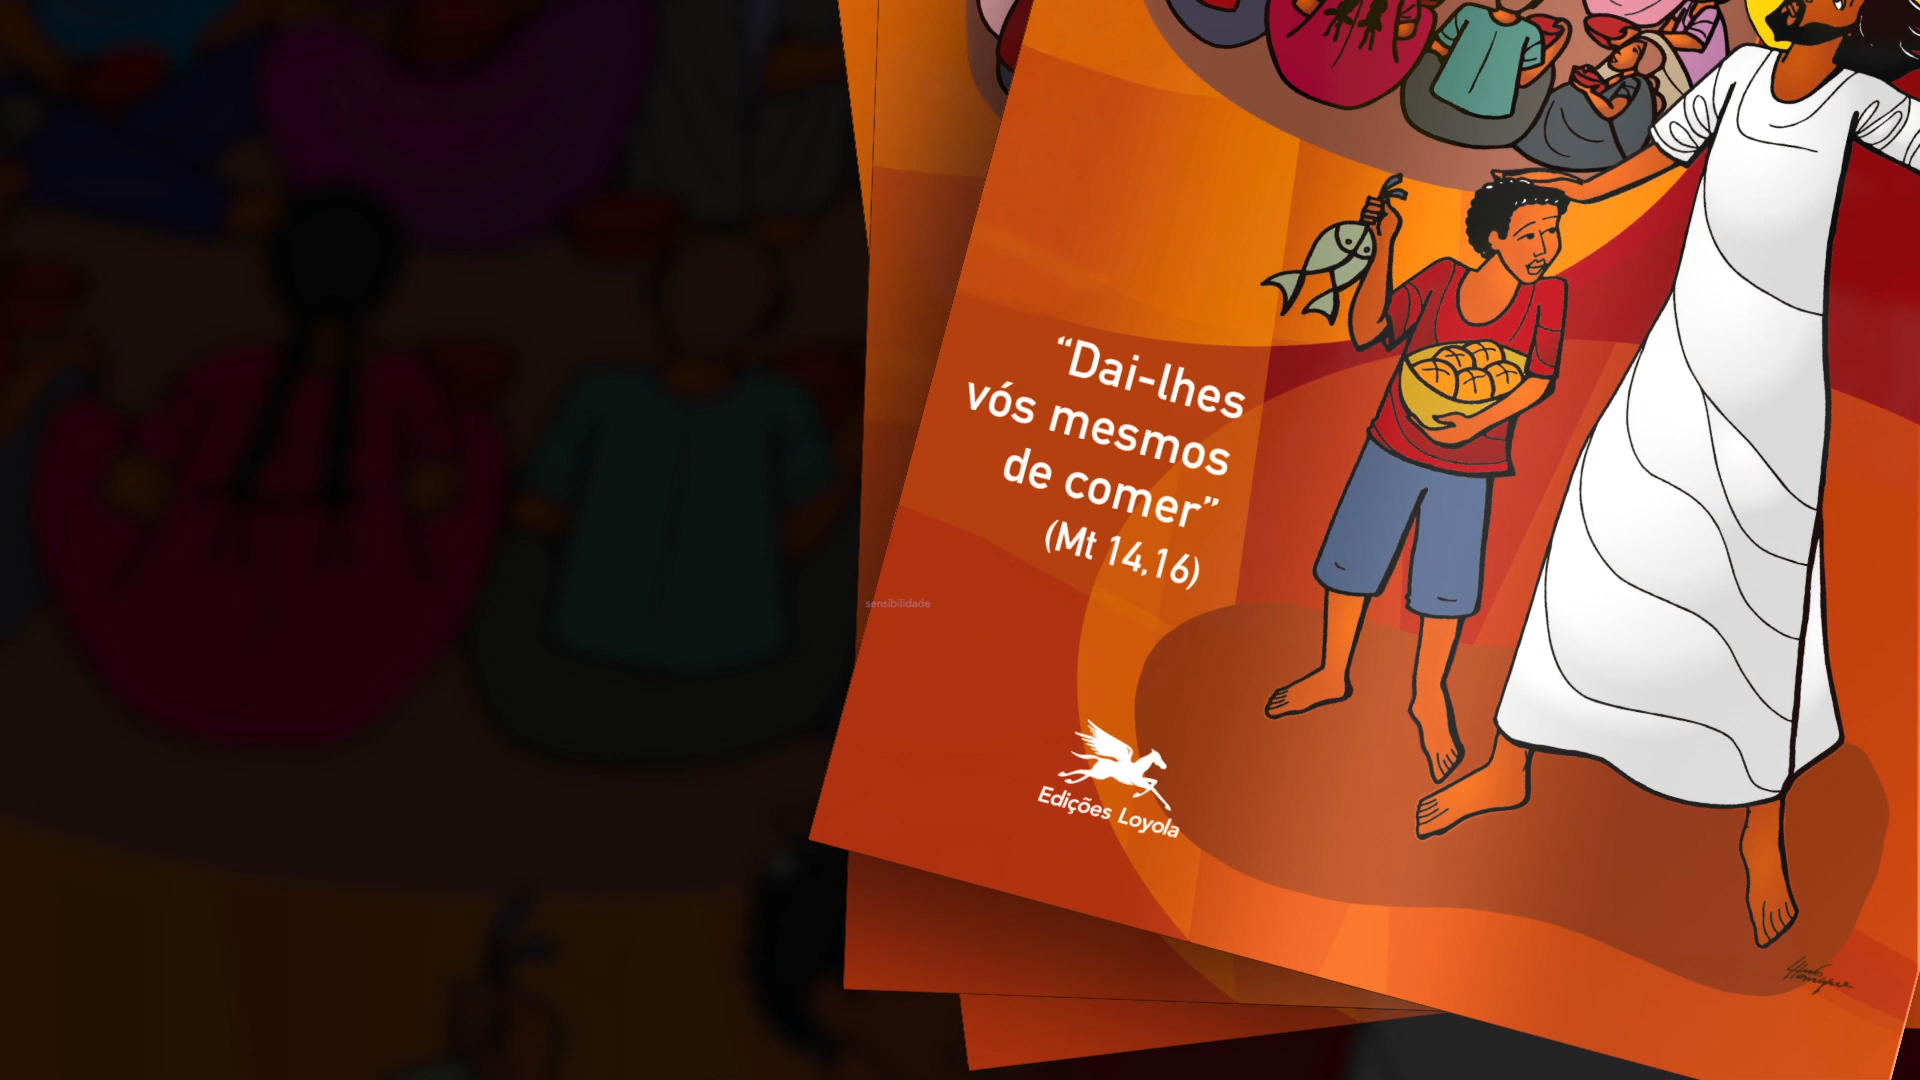 “Dai-lhes
vós mesmos
de comer”
(Mt 14,16)
sensibilidade
Edições Loyola